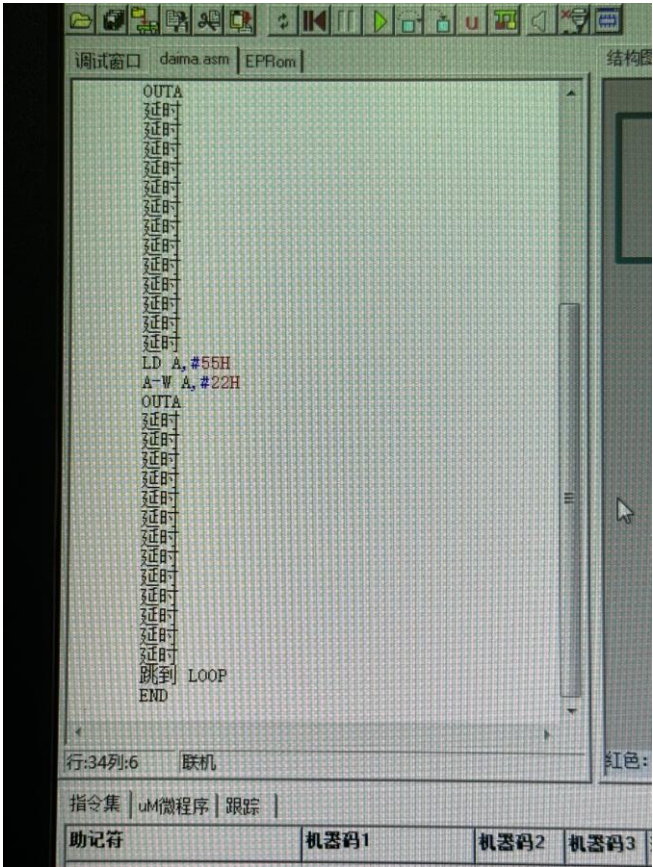 u
调试窗口 daima.asm EPRom
结构图
OUTA
延时
延时
延时
延时
延时
延时
延时
延时
延时
延时
延时
延时
延时
LD A,#55H
A-W A,#22H
OUTA
延时
延时
延时
延时
延时
延时
延时
延时
延时
延时
延时
延时
延时
跳到 LOOP
END
行:34列:6 联机
红色:
指令集 uM微程序 跟踪
助记符 机器码1 机器码2 机器码3